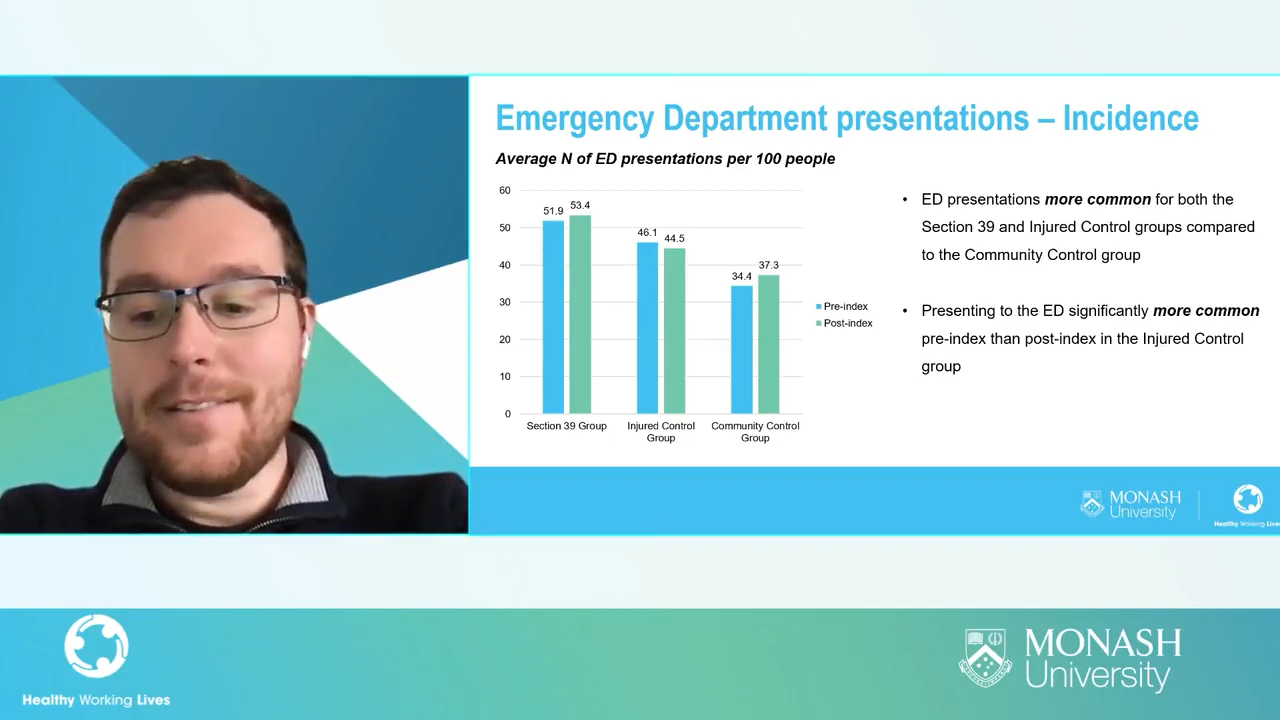 Emergency Department presentations – Incidence
Average N of ED presentations per 100 people
60
50
40
30
20
10
0
51.9
53.4
46.1
44.5
34.4
37.3
Section 39 Group
Injured Control
Group
Community Control
Group
Pre-index
Post-index
• ED presentations more common for both the
Section 39 and Injured Control groups compared
to the Community Control group
• Presenting to the ED significantly more common
pre-index than post-index in the Injured Control
group
MONASH
University
Healthy Working Lives
Healthy Working Lives
MONASH
University